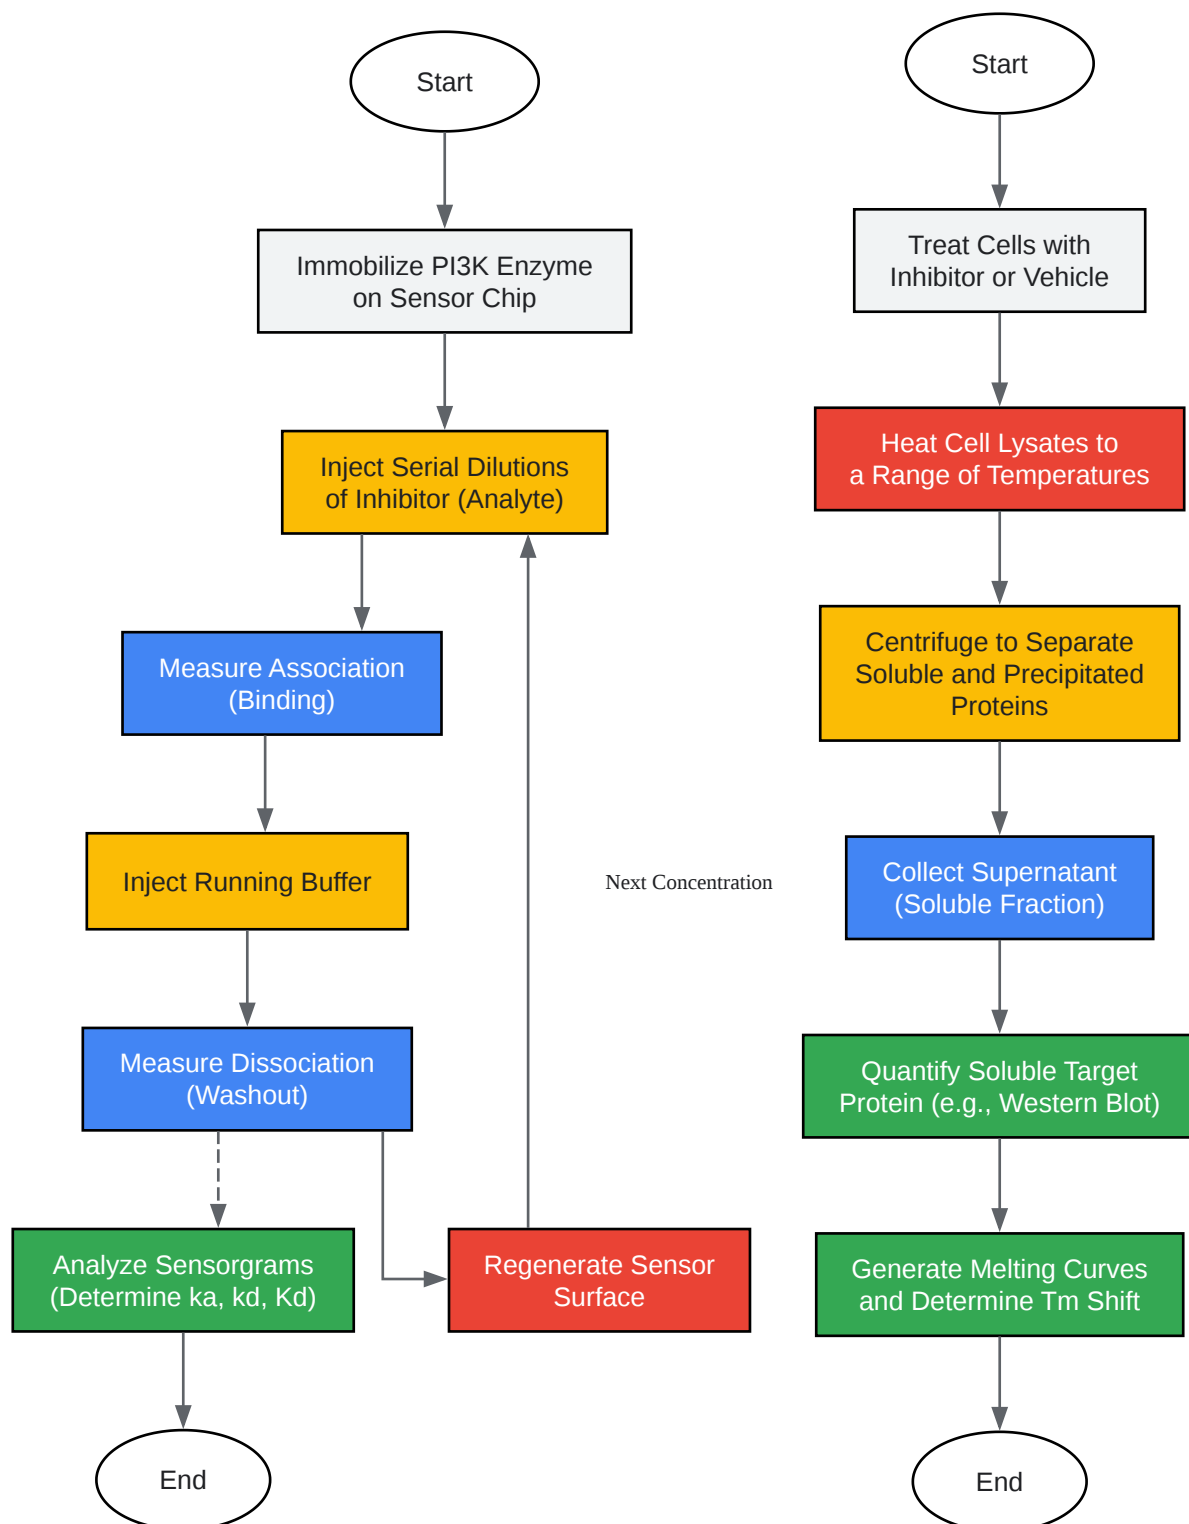 Start
Immobilize PI3K Enzyme
on Sensor Chip
Inject Serial Dilutions
of Inhibitor (Analyte)
Measure Association
(Binding)
Inject Running Buffer
Next Concentration
Measure Dissociation
(Washout)
Analyze Sensorgrams
(Determine ka, kd, Kd)
Regenerate Sensor
Surface
End
Start
Treat Cells with
Inhibitor or Vehicle
Heat Cell Lysates to
a Range of Temperatures
Centrifuge to Separate
Soluble and Precipitated
Proteins
Collect Supernatant
(Soluble Fraction)
Quantify Soluble Target
Protein (e.g., Western Blot)
Generate Melting Curves
and Determine Tm Shift
End